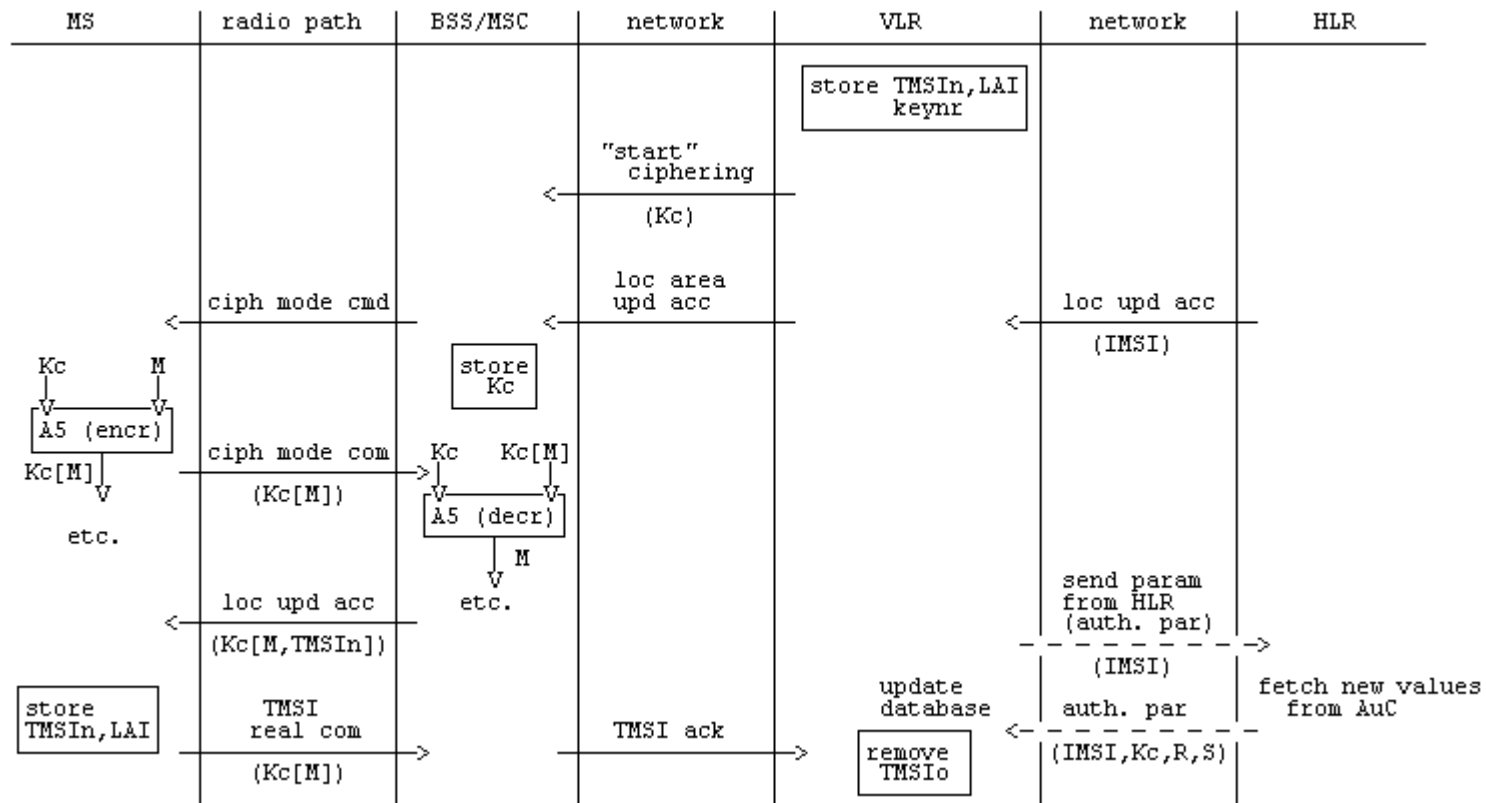 MS radio path BSS/MSC network VLR network HLR
store TMSIn,LAI
keynr
"start"
ciphering
(Kc)
loc area
ciph mode cmd upd acc loc upd acc
(IMSI)
Kc M store
Kc
A5 (encr)
ciph mode com Kc Kc[M]
Kc[M]
(Kc[M])
A5 (decr)
etc.
M
send param
loc upd acc etc. from HLR
(auth. par)
(Kc[M,TMSIn])
(IMSI)
update fetch new values
store TMSI database auth. par from AuC
TMSIn,LAI real com TMSI ack
remove (IMSI,Kc,R,S)
(Kc[M]) TMSIo